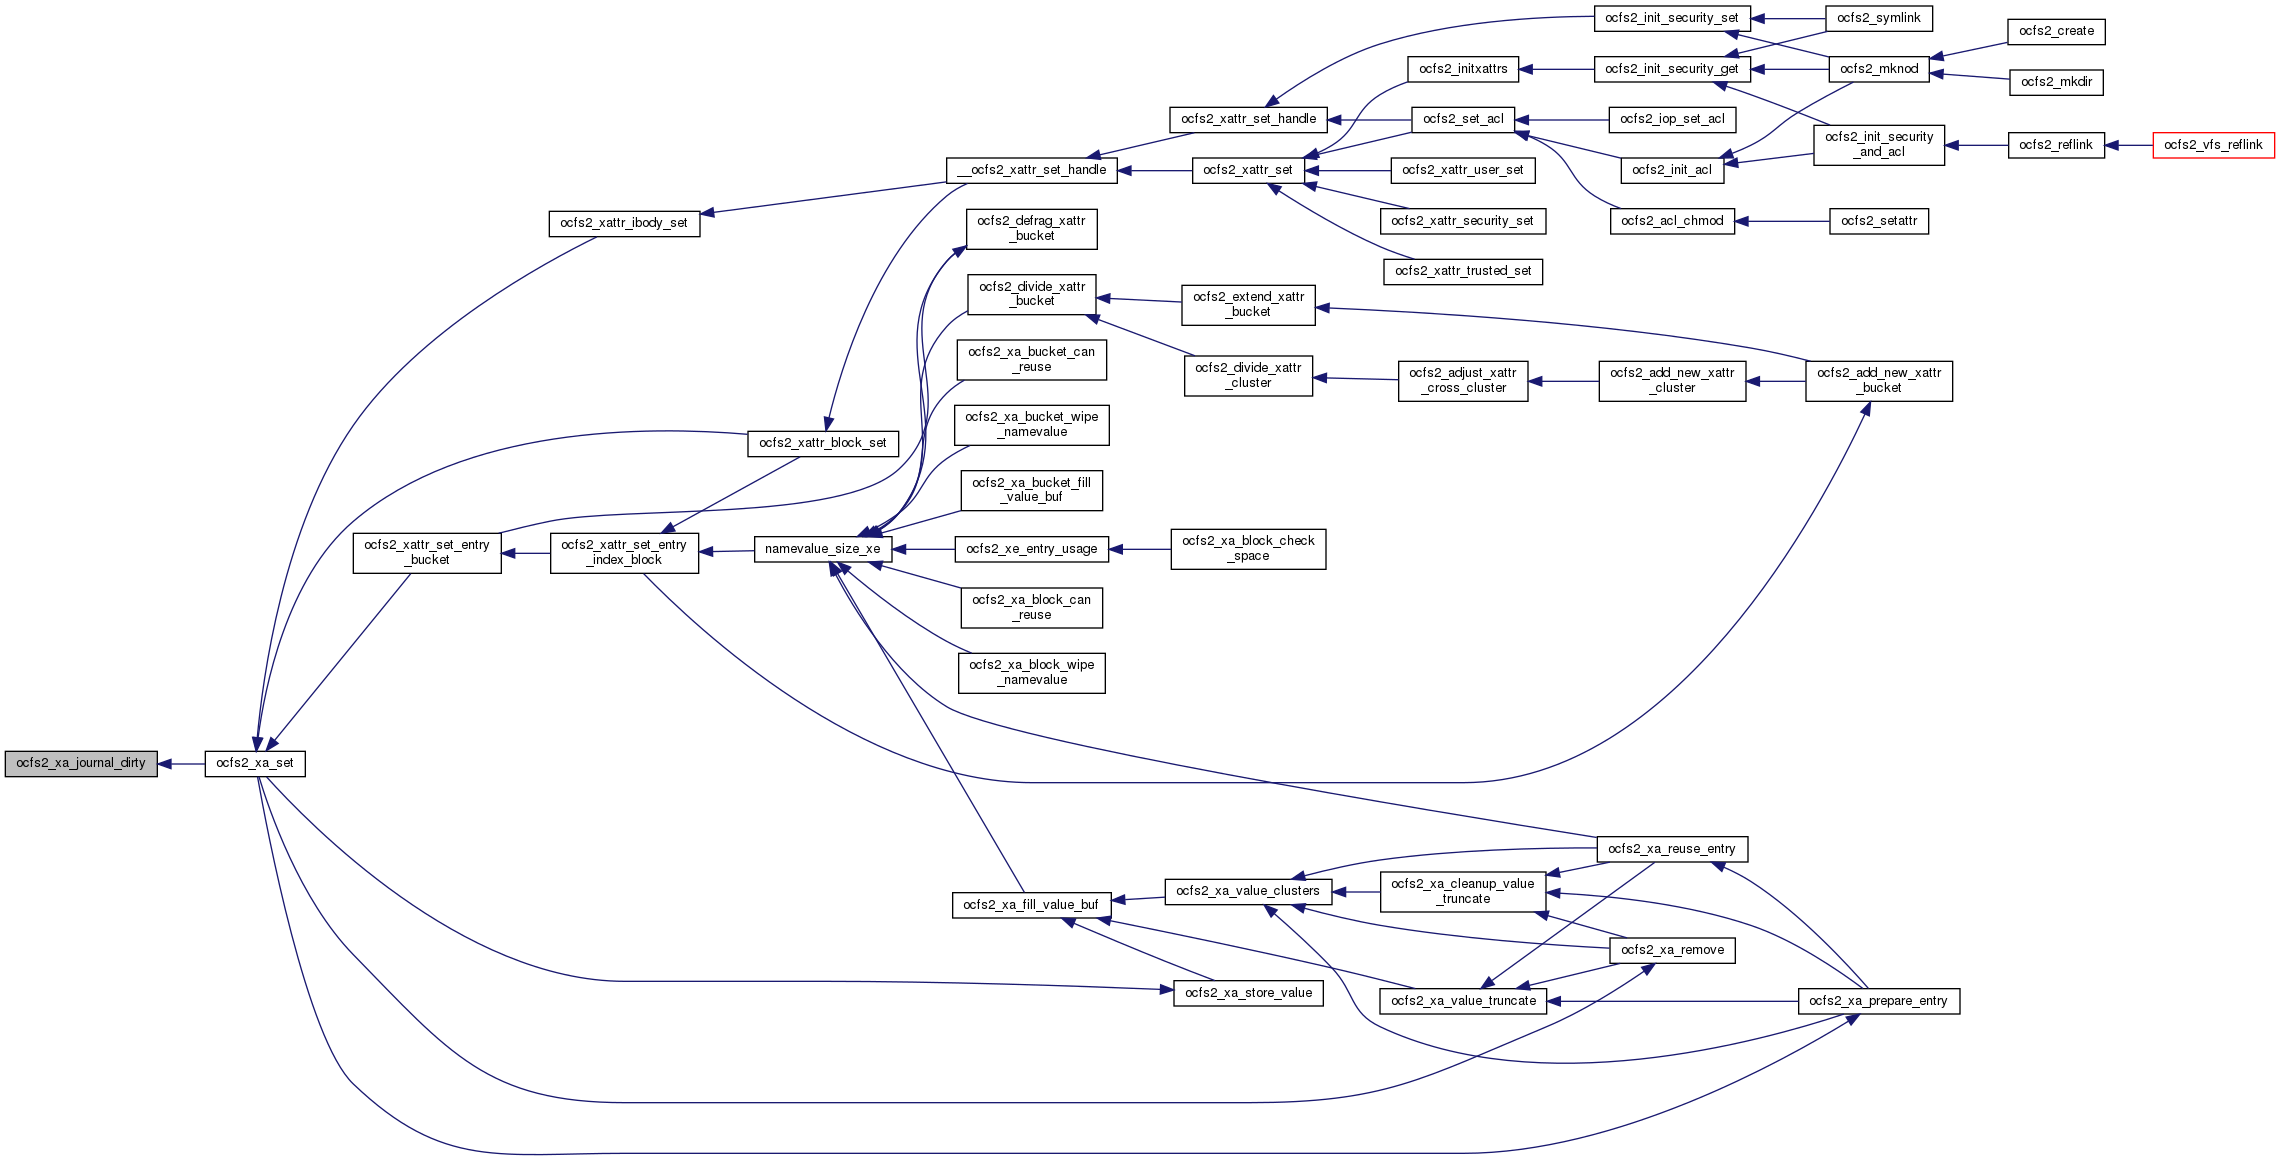 ocfs2_init_security_set
ocfs2_symlink
ocfs2_create
ocfs2_initxattrs
ocfs2_init_security_get
ocfs2_mknod
ocfs2_mkdir
ocfs2_xattr_set_handle
ocfs2_set_acl
ocfs2_iop_set_acl
ocfs2_init_security
_and_acl
ocfs2_reflink
ocfs2_vfs_reflink
__ocfs2_xattr_set_handle
ocfs2_xattr_set
ocfs2_xattr_user_set
ocfs2_init_acl
ocfs2_xattr_ibody_set
ocfs2_defrag_xattr
_bucket
ocfs2_xattr_security_set
ocfs2_acl_chmod
ocfs2_setattr
ocfs2_xattr_trusted_set
ocfs2_divide_xattr
_bucket
ocfs2_extend_xattr
_bucket
ocfs2_xa_bucket_can
_reuse
ocfs2_divide_xattr
_cluster
ocfs2_adjust_xattr
_cross_cluster
ocfs2_add_new_xattr
_cluster
ocfs2_add_new_xattr
_bucket
ocfs2_xa_bucket_wipe
_namevalue
ocfs2_xattr_block_set
ocfs2_xa_bucket_fill
_value_buf
ocfs2_xattr_set_entry
_bucket
ocfs2_xattr_set_entry
_index_block
namevalue_size_xe
ocfs2_xe_entry_usage
ocfs2_xa_block_check
_space
ocfs2_xa_block_can
_reuse
ocfs2_xa_block_wipe
_namevalue
ocfs2_xa_journal_dirty
ocfs2_xa_set
ocfs2_xa_reuse_entry
ocfs2_xa_fill_value_buf
ocfs2_xa_value_clusters
ocfs2_xa_cleanup_value
_truncate
ocfs2_xa_remove
ocfs2_xa_store_value
ocfs2_xa_value_truncate
ocfs2_xa_prepare_entry